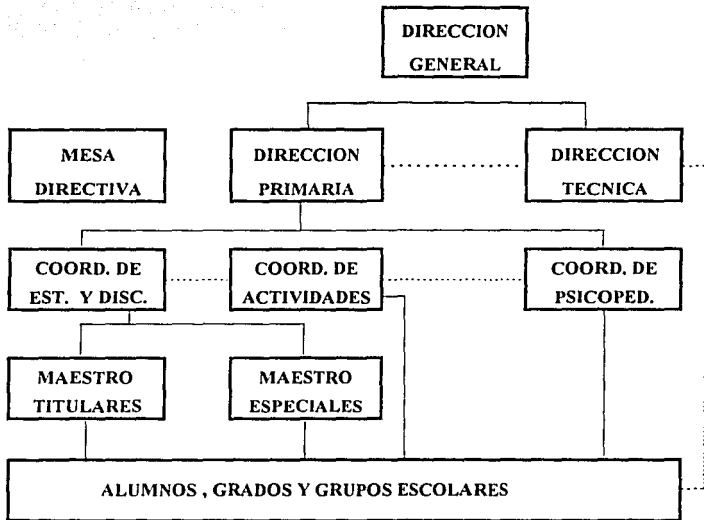 DIRECCION
GENERAL
MESA
DIRECTIVA
DIRECCION
PRIMARIA
DIRECCION
TECNICA
COORD. DE
EST. Y DISC.
COORD. DE
ACTIVIDADES
COORD. DE
PSICOPED.
MAESTRO
TITULARES
MAESTRO
ESPECIALES
ALUMNOS , GRADOS Y GRUPOS ESCOLARES